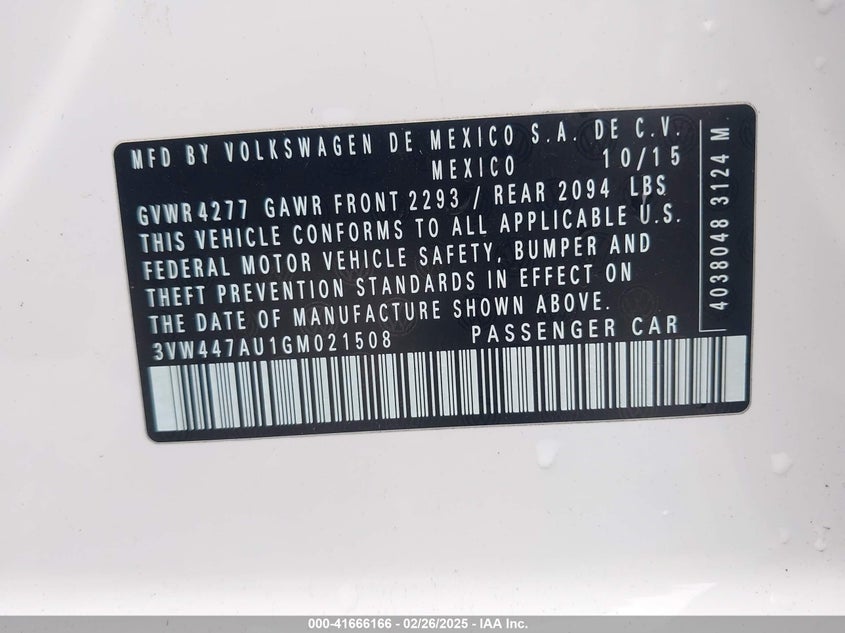 MFD BY VOLKSWAGEN DE MEXICO S.A. DE C.V.
MEXICO 10/15
GVWR 4277 GAWR FRONT 2293 / REAR 2094 LBS
THIS VEHICLE CONFORMS TO ALL APPLICABLE U.S.
FEDERAL MOTOR VEHICLE SAFETY, BUMPER AND
THEFT PREVENTION STANDARDS IN EFFECT ON
THE DATE OF MANUFACTURE SHOWN ABOVE.
3VW447AU1GM021508 PASSENGER CAR
4038048 3124 M
000-41666166 - 02/26/2025 - IAA Inc.